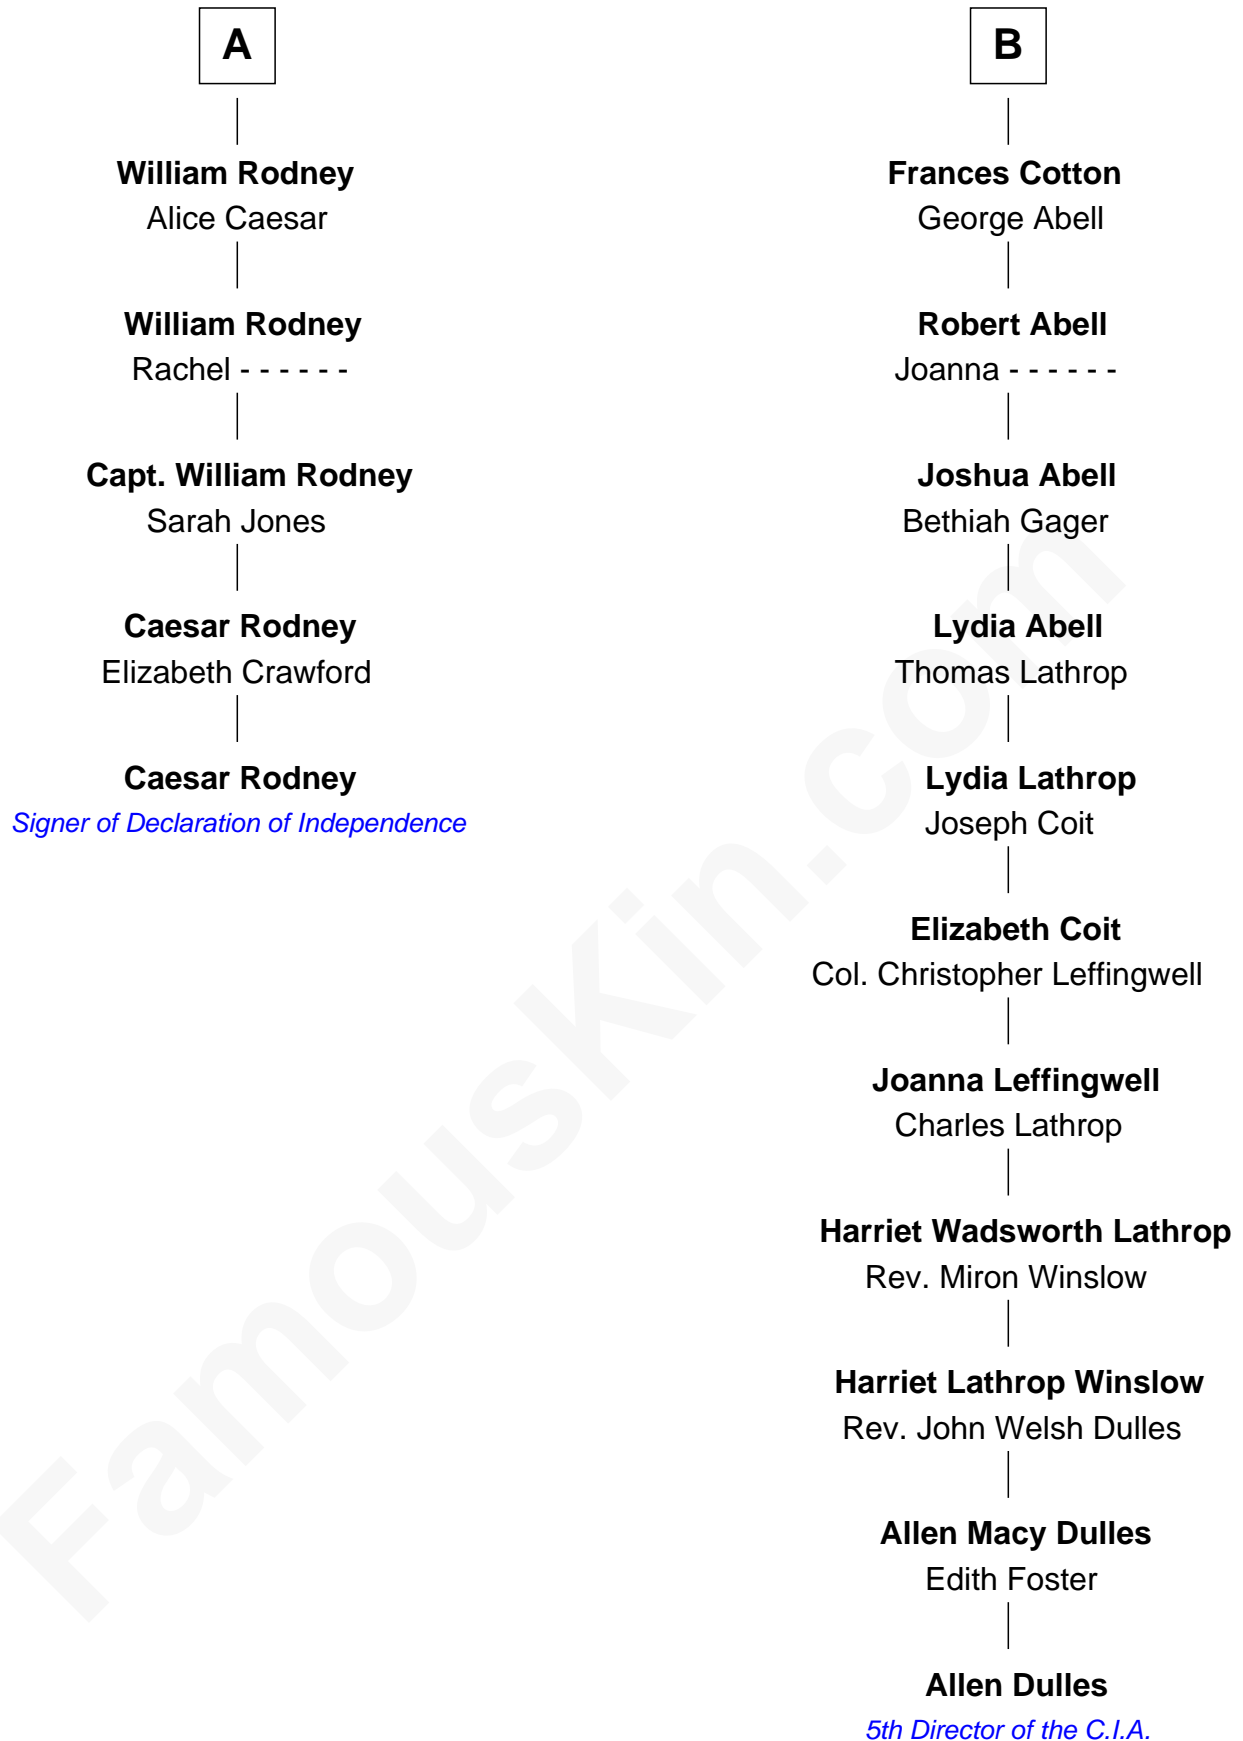 A
William Rodney
Alice Caesar
William Rodney
Rachel - - - - - -
Capt. William Rodney
Sarah Jones
Caesar Rodney
Elizabeth Crawford
Caesar Rodney
Signer of Declaration of Independence
B
Frances Cotton
George Abell
Robert Abell
Joanna - - - - - -
Joshua Abell
Bethiah Gager
Lydia Abell
Thomas Lathrop
Lydia Lathrop
Joseph Coit
Elizabeth Coit
Col. Christopher Leffingwell
Joanna Leffingwell
Charles Lathrop
Harriet Wadsworth Lathrop
Rev. Miron Winslow
Harriet Lathrop Winslow
Rev. John Welsh Dulles
Allen Macy Dulles
Edith Foster
Allen Dulles
5th Director of the C.I.A.
FamousKin.com